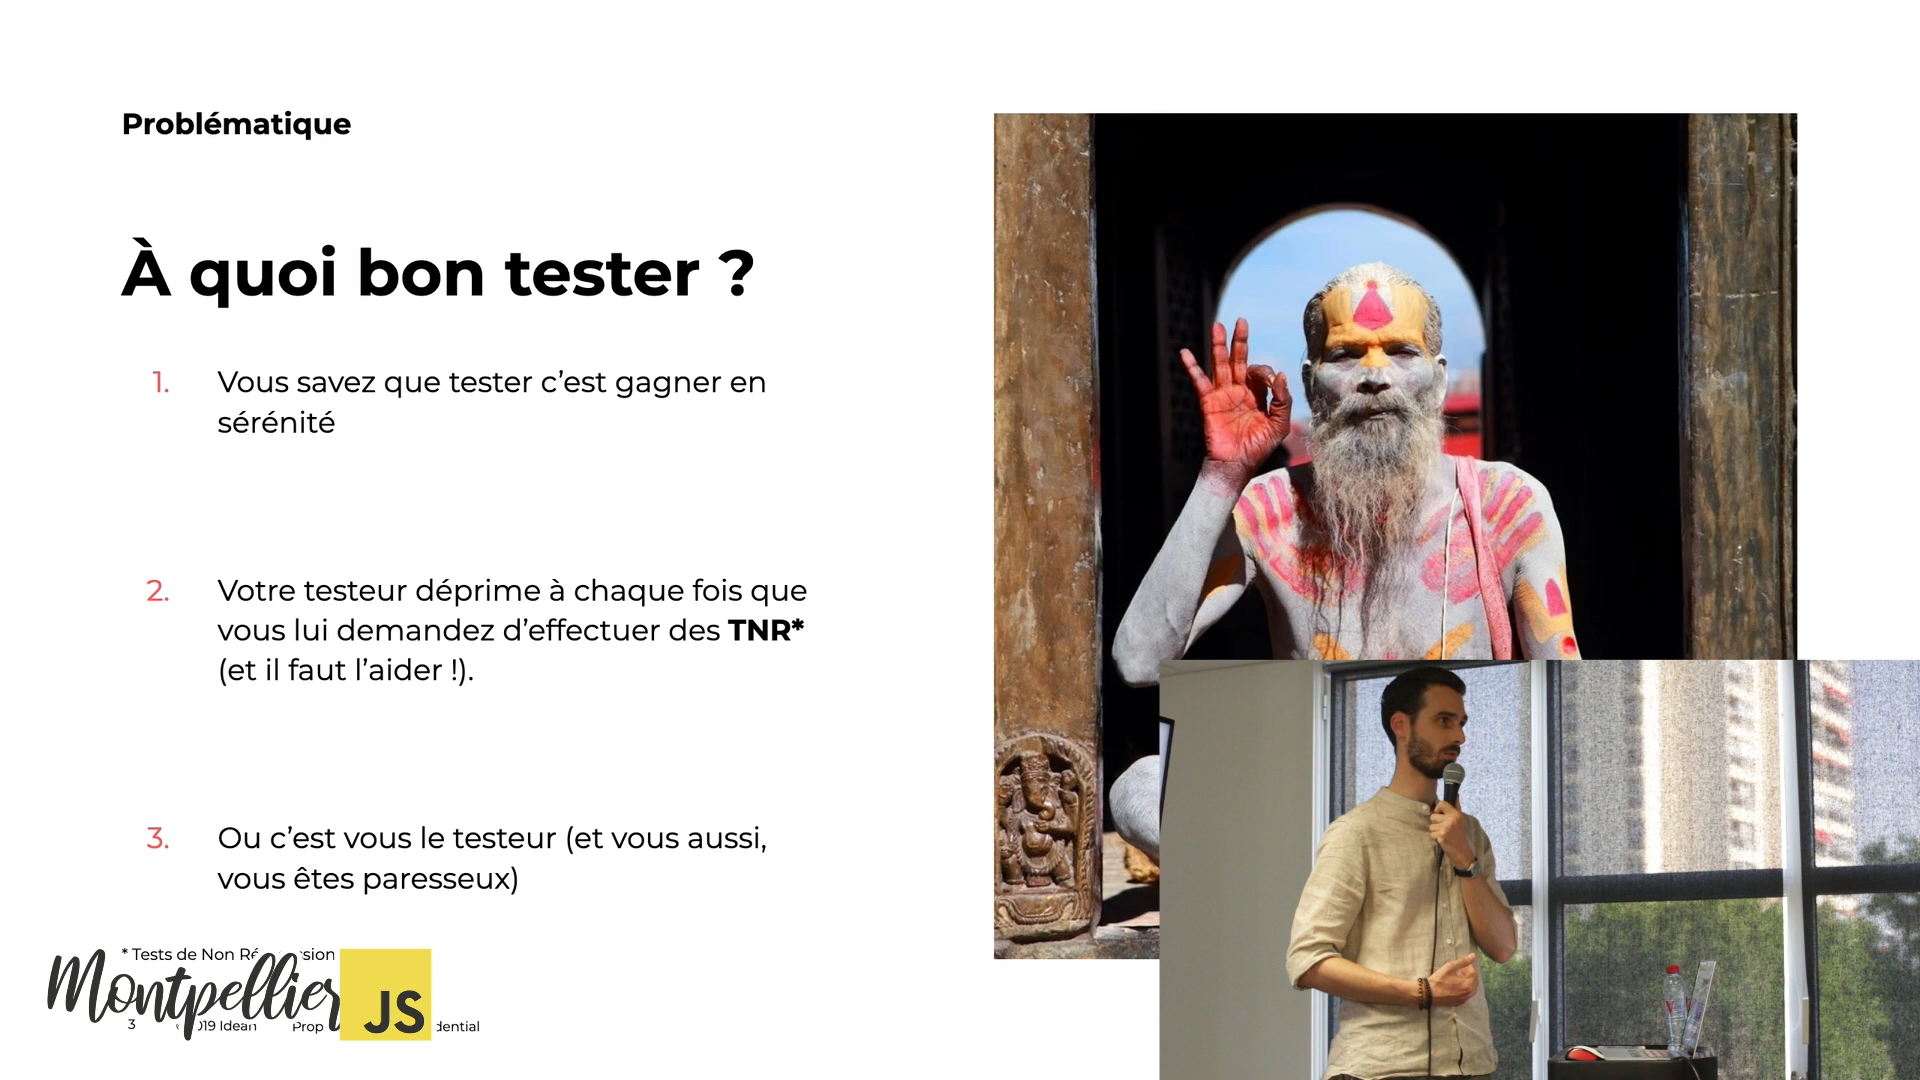 Problématique
À quoi bon tester ?
1. Vous savez que tester c’est gagner en
sérénité
2. Votre testeur déprime à chaque fois que
vous lui demandez d’effectuer des TNR*
(et il faut l’aider !).
3. Ou c’est vous le testeur (et vous aussi,
vous êtes paresseux)
* Tests de Non
Montpellier JS
3